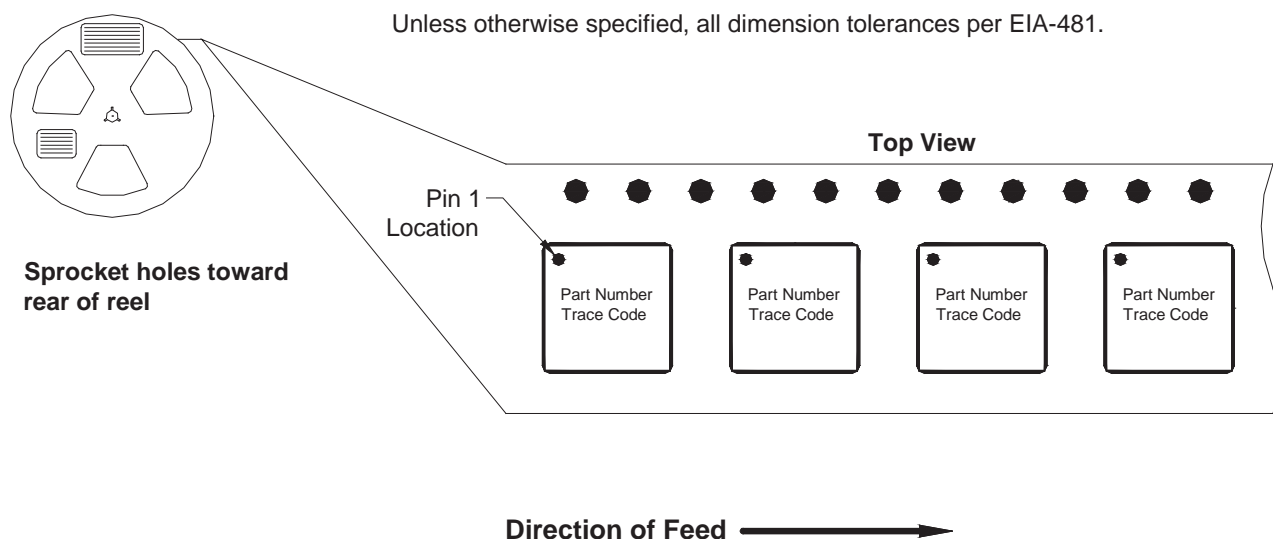 Unless otherwise specified, all dimension tolerances per EIA-481.
Top View
Pin 1
Location
Sprocket holes toward
rear of reel
Part Number
Trace Code
Part Number
Trace Code
Part Number
Trace Code
Part Number
Trace Code
Direction of Feed